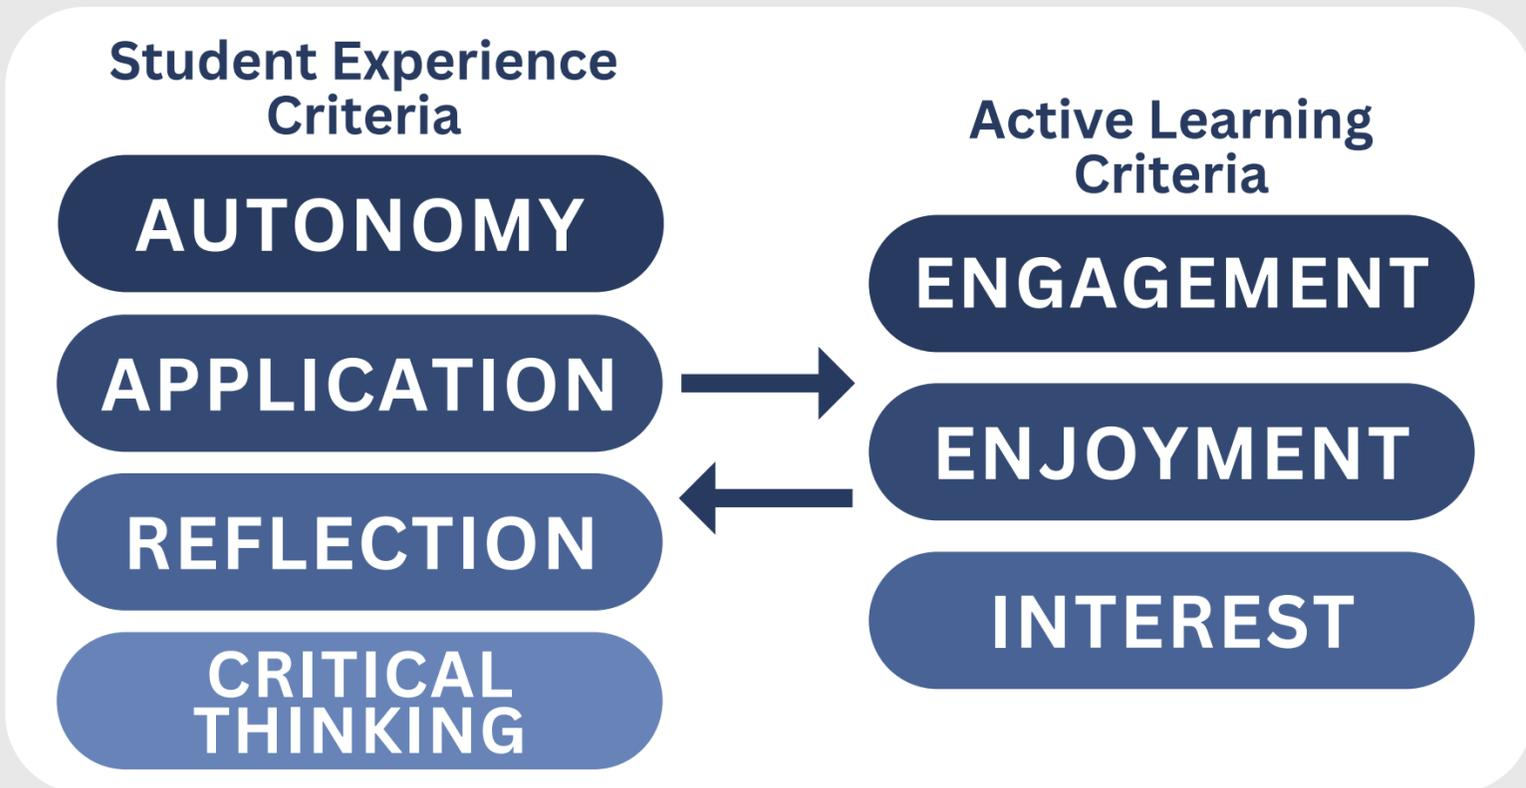 Student Experience
Criteria
AUTONOMY
APPLICATION
REFLECTION
CRITICAL
THINKING
Active Learning
Criteria
ENGAGEMENT
ENJOYMENT
INTEREST